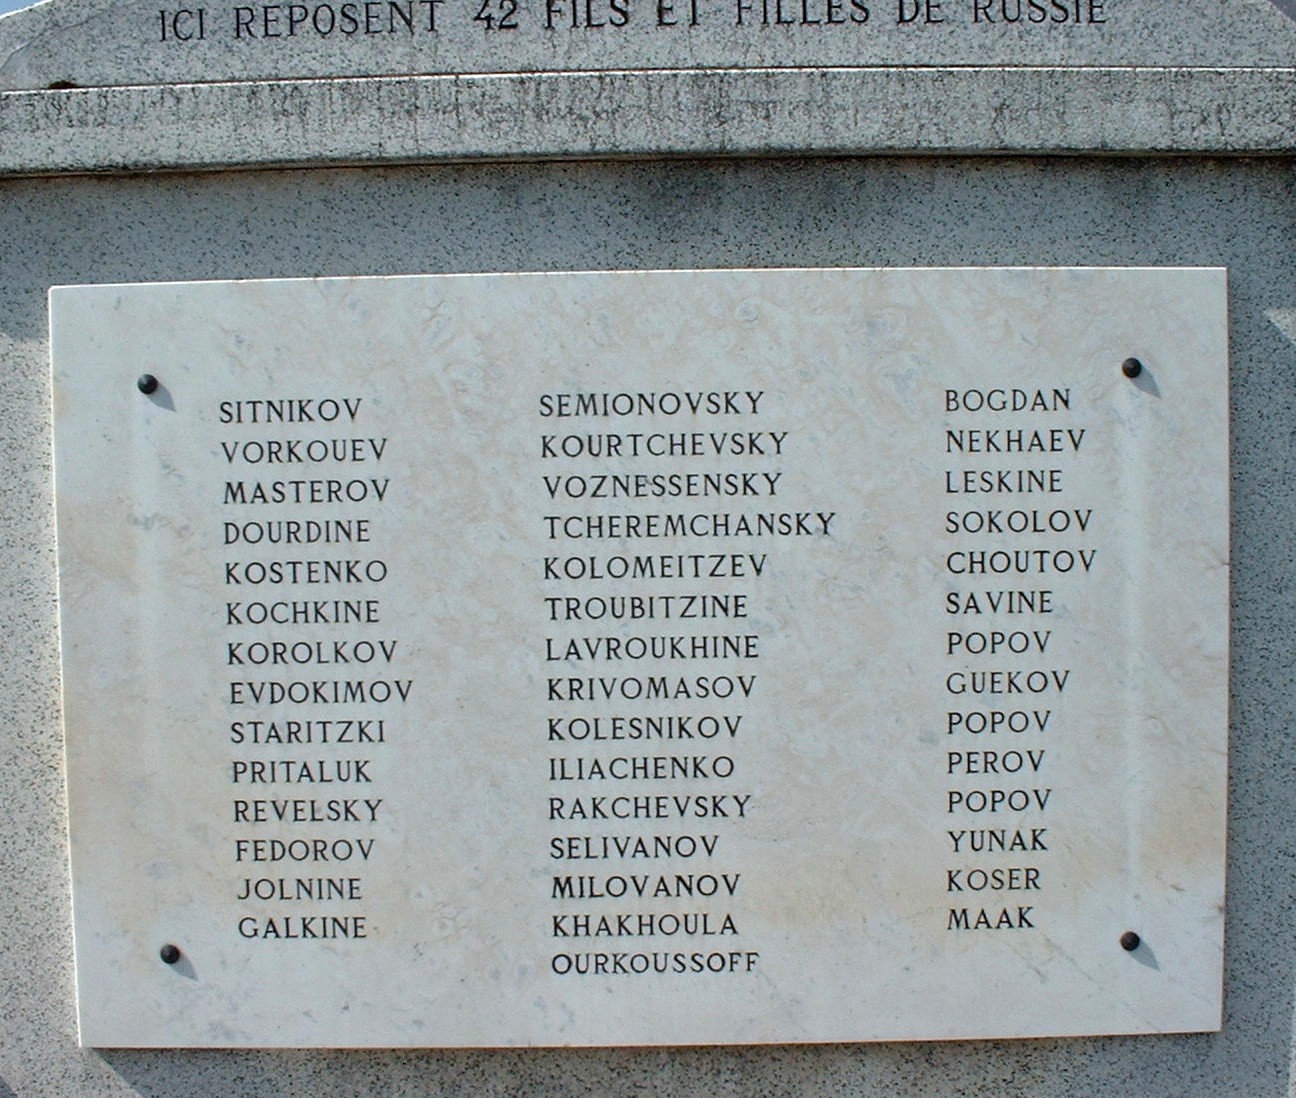 ICI REPOSENT 42 FILS ET FILLES DE RUSSIE
SITNIKOV
VORKOUEV
MASTEROV
DOURDINE
KOSTENKO
KOCHKINE
KOROLKOV
EVDOKIMOV
STARITZKI
PRITALUK
REVELSKY
FEDOROV
JOLNINE
GALKINE
SEMIONOVSKY
KOURTCHEVSKY
VOZNESSENSKY
TCHEREMCHANSKY
KOLOMEITZEV
TROUBITZINE
LAVROUKHINE
KRIVOMASOV
KOLESNIKOV
ILIACHENKO
RAKCHEVSKY
SELIVANOV
MILOVANOV
KHAKHOULA
OURKOUSSOFF
BOGDAN
NEKHAEV
LESKINE
SOKOLOV
CHOUTOV
SAVINE
POPOV
GUEKOV
POPOV
PEROV
POPOV
YUNAK
KOSER
MAAK